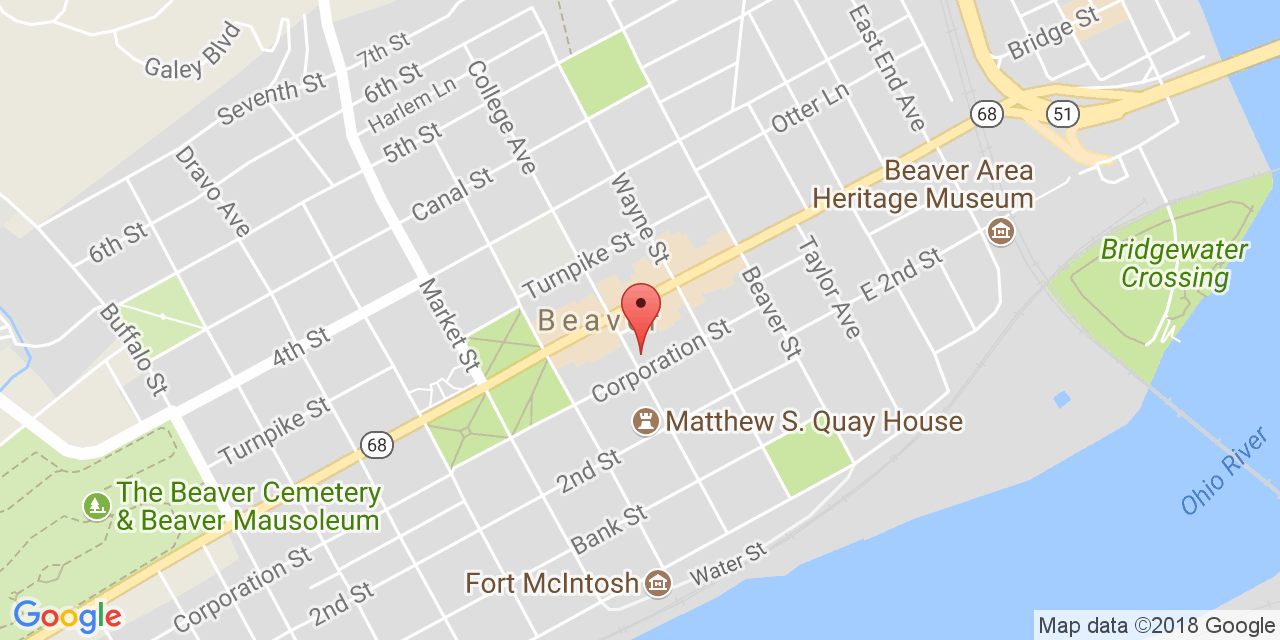 Galey Blvd
7th St
6th St
Harlem Ln
Seventh St
5th St
College Ave
East End Ave
Bridge St
Otter Ln
68
51
Dravo Ave
Canal St
Wayne St
Beaver Area
Heritage Museum
6th St
Turnpike St
Taylor Ave
E 2nd St
Bridgewater
Crossing
Buffalo St
Market St
Beaver St
4th St
Beaver
Corporation St
Turnpike St
68
Matthew S. Quay House
2nd St
Ohio River
The Beaver Cemetery
& Beaver Mausoleum
Bank St
Corporation St
2nd St
Fort McIntosh
Water St
Google
Map data ©2018 Google